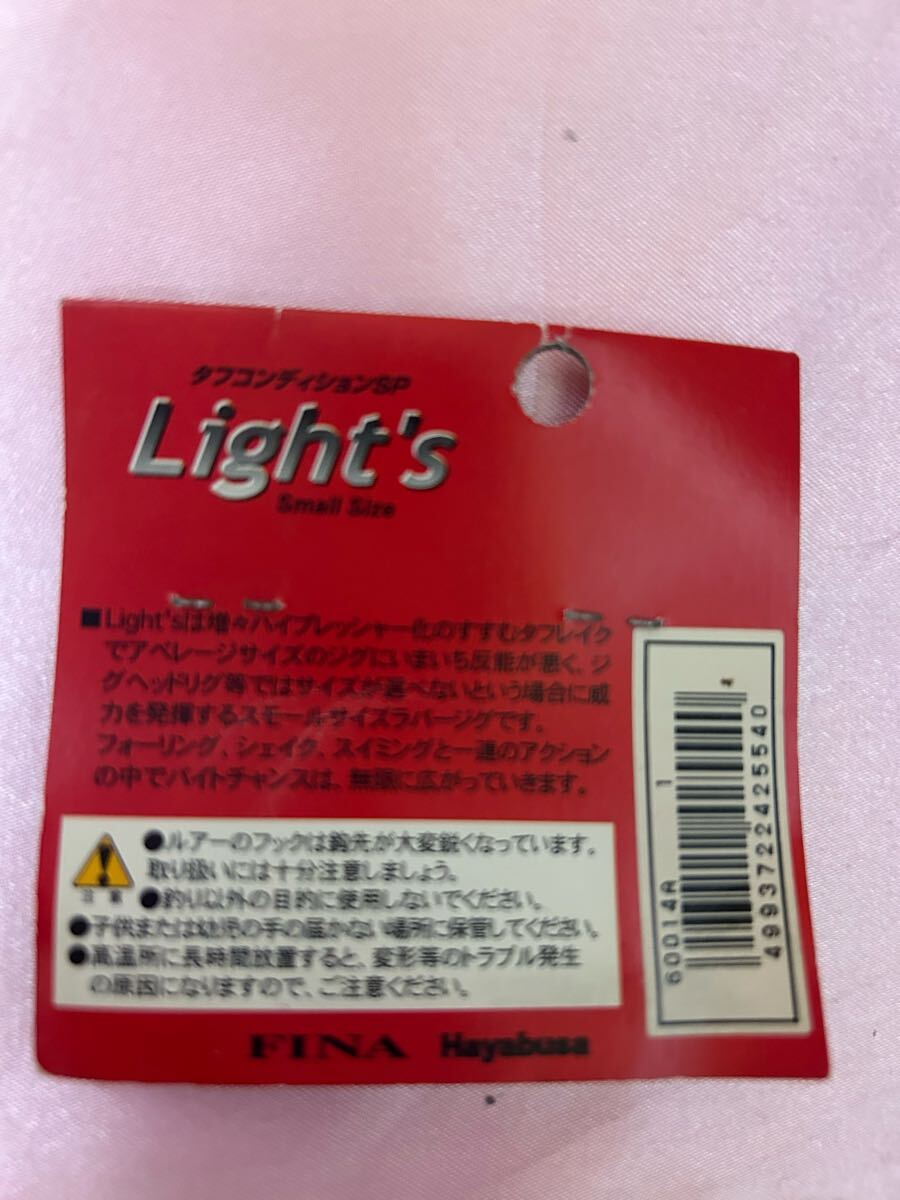 タフコンディションSP
Light's
Small Size
■Light'sは増々ハイプレッシャー化のすすむタフレイク
でアベレージサイズのジグにいまいち反能が悪く、ジ
グヘッドリグ等ではサイズが選べないという場合に威
力を発揮するスモールサイズラバージグです。
フォーリング、シェイク、スイミングと一連のアクション
の中でバイトチャンスは、無限に広がっていきます。
注意
●ルアーのフックは鈎先が大変鋭くなっています。
取り扱いには十分注意しましょう。
●釣り以外の目的に使用しないでください。
●子供または幼児の手の届かない場所に保管してください。
●高温所に長時間放置すると、変形等のトラブル発生
の原因になりますので、ご注意ください。
FINA Hayabusa
60014A 1 4
4993722425540